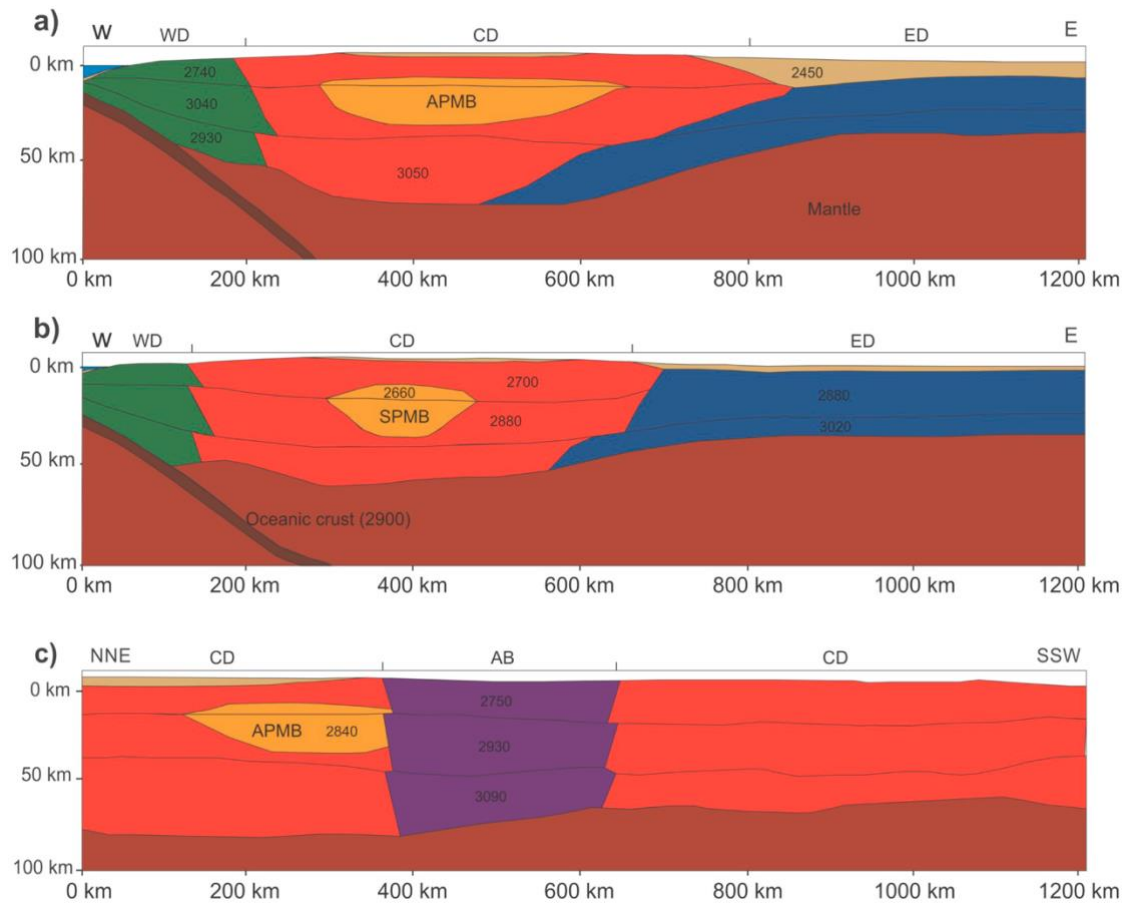 a)
W WD CD ED E
0 km
2740
2450
3040
APMB
2930
50 km
3050
Mantle
100 km
0 km 200 km 400 km 600 km 800 km 1000 km 1200 km
b)
W WD CD ED E
0 km
2660 2700 2880
SPMB 2880
3020
50 km
Oceanic crust (2900)
100 km
0 km 200 km 400 km 600 km 800 km 1000 km 1200 km
c)
NNE CD AB CD SSW
0 km
2750
APMB 2840
2930
50 km
3090
100 km
0 km 200 km 400 km 600 km 800 km 1000 km 1200 km